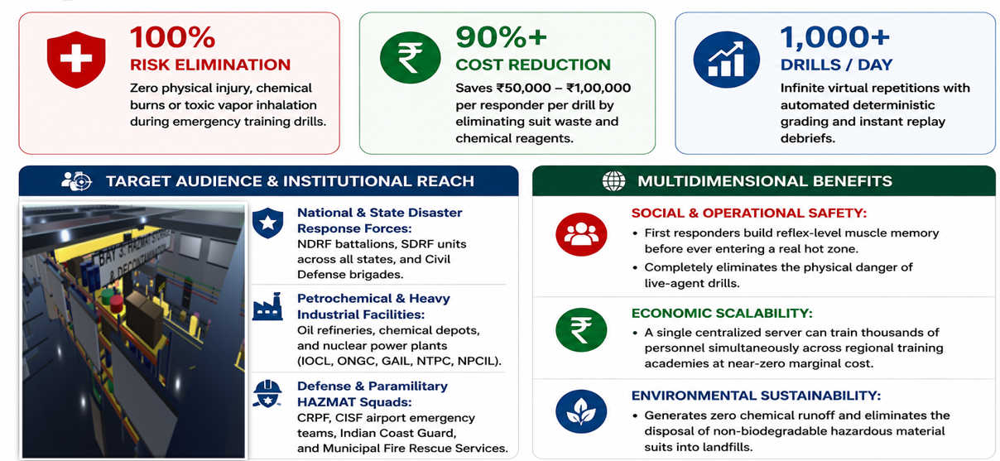 100%
RISK ELIMINATION
Zero physical injury, chemical
burns or toxic vapor inhalation
during emergency training drills.
90%+
COST REDUCTION
Saves ₹50,000 – ₹1,00,000
per responder per drill by
eliminating suit waste and
chemical reagents.
1,000+
DRILLS / DAY
Infinite virtual repetitions with
automated deterministic
grading and instant replay
debriefs.
TARGET AUDIENCE & INSTITUTIONAL REACH
BAY 3: HAZMAT STORAGE
& DECONTAMINATION
National & State Disaster
Response Forces:
NDRF battalions, SDRF units
across all states, and Civil
Defense brigades.
Petrochemical & Heavy
Industrial Facilities:
Oil refineries, chemical depots,
and nuclear power plants
(IOCL, ONGC, GAIL, NTPC, NPCIL).
Defense & Paramilitary
HAZMAT Squads:
CRPF, CISF airport emergency
teams, Indian Coast Guard,
and Municipal Fire Rescue Services.
MULTIDIMENSIONAL BENEFITS
SOCIAL & OPERATIONAL SAFETY:
• First responders build reflex-level muscle memory
before ever entering a real hot zone.
• Completely eliminates the physical danger of
live-agent drills.
₹
ECONOMIC SCALABILITY:
• A single centralized server can train thousands of
personnel simultaneously across regional training
academies at near-zero marginal cost.
ENVIRONMENTAL SUSTAINABILITY:
• Generates zero chemical runoff and eliminates the
disposal of non-biodegradable hazardous material
suits into landfills.